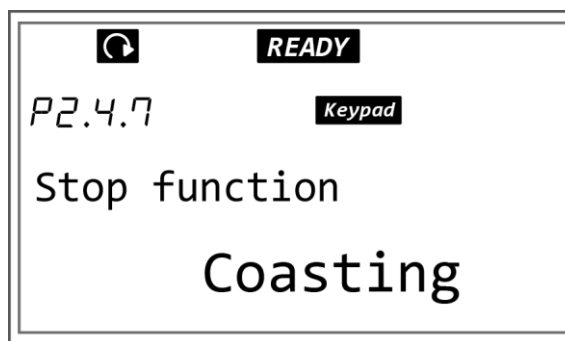 READY
P2.4.7
Keypad
Stop function
Coasting